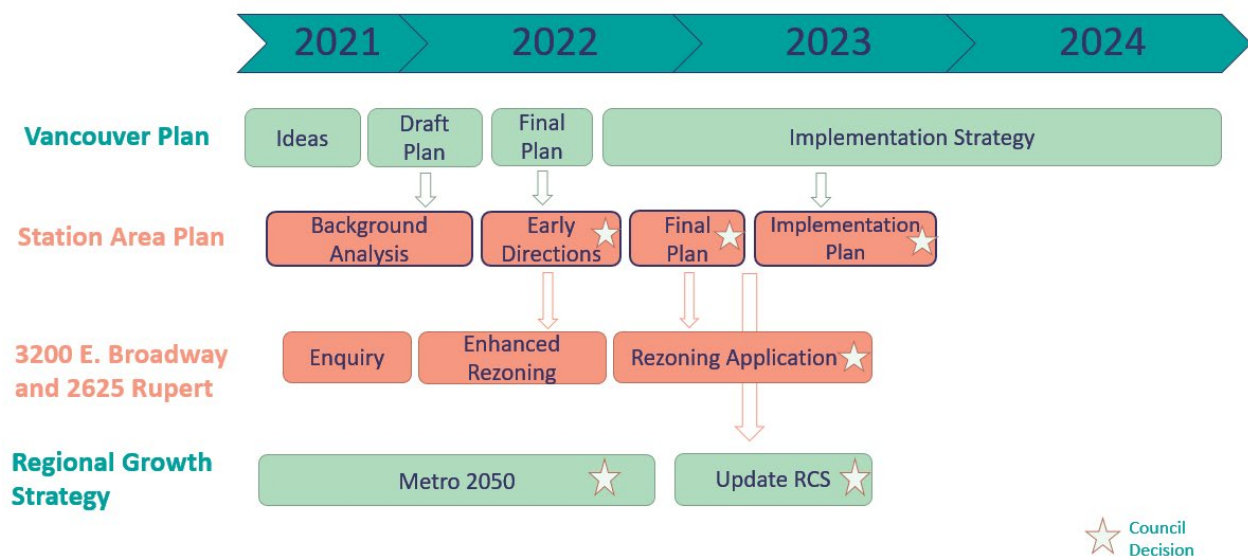 2021 2022 2023 2024
Vancouver Plan
Ideas
Draft
Plan
Final
Plan
Implementation Strategy
Station Area Plan
Background
Analysis
Early
Directions
Final
Plan
Implementation
Plan
3200 E. Broadway
and 2625 Rupert
Enquiry
Enhanced
Rezoning
Rezoning Application
Regional Growth
Strategy
Metro 2050
Update RCS
Council
Decision